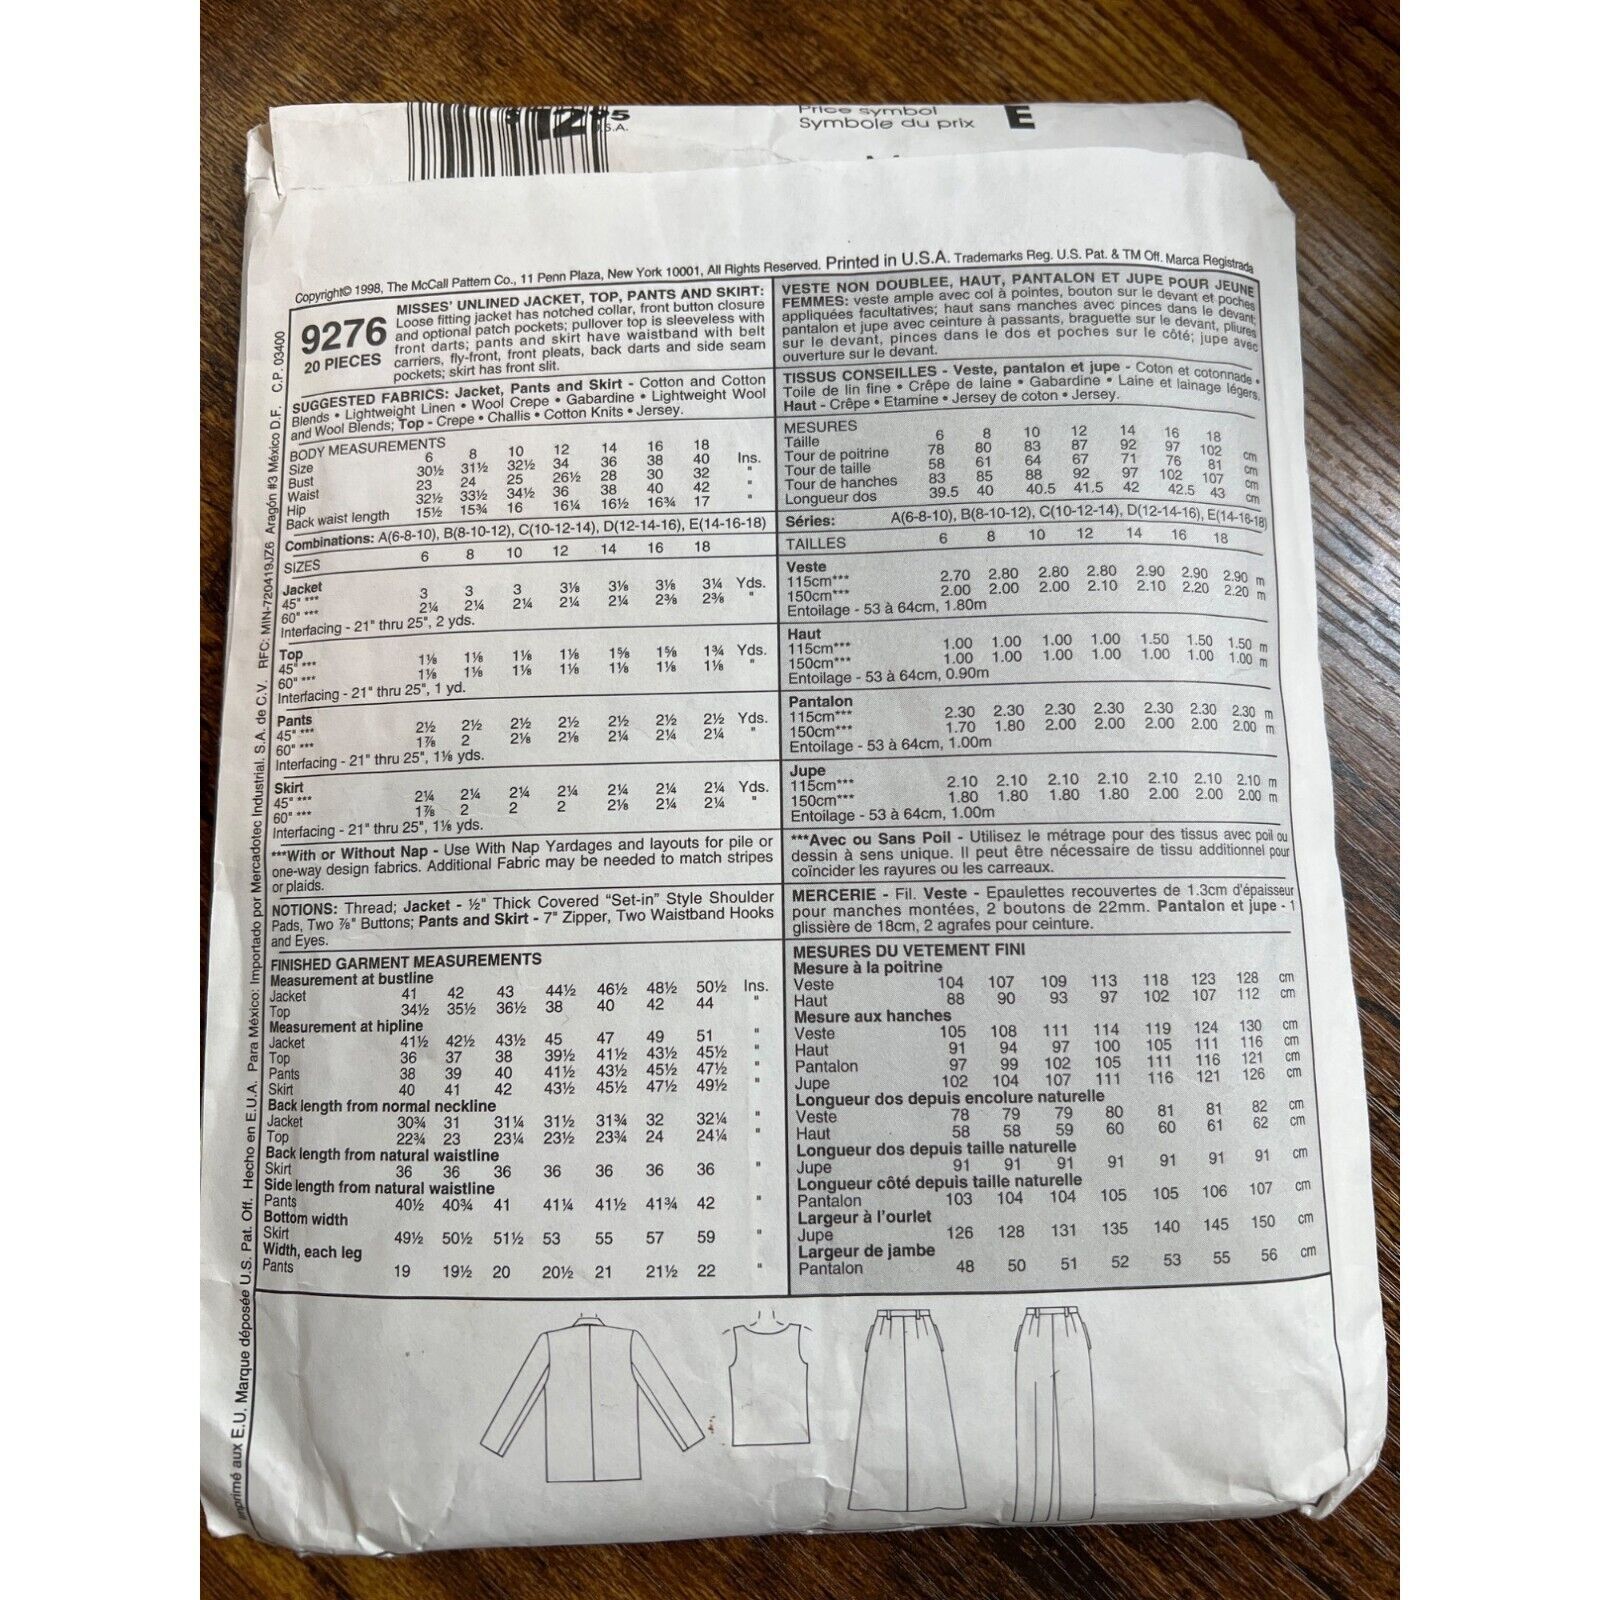 $12.95
U.S.A.
Price symbol E
Symbole du prix
Copyright© 1998, The McCall Pattern Co., 11 Penn Plaza, New York 10001, All Rights Reserved. Printed in U.S.A. Trademarks Reg. U.S. Pat. & TM Off. Marca Registrada
Imprimé aux E.U. Marque déposée U.S. Pat. Off. Hecho en E.U.A. Para México: Importado por Mercadotec Industrial, S.A. de C.V. RFC: MIN-720419JZ6 Aragón #3 México D.F. C.P. 03400
9276
20 PIECES
MISSES' UNLINED JACKET, TOP, PANTS AND SKIRT:
Loose fitting jacket has notched collar, front button closure
and optional patch pockets; pullover top is sleeveless with
front darts; pants and skirt have waistband with belt
carriers, fly-front, front pleats, back darts and side seam
pockets; skirt has front slit.
SUGGESTED FABRICS: Jacket, Pants and Skirt - Cotton and Cotton
Blends • Lightweight Linen • Wool Crepe • Gabardine • Lightweight Wool
and Wool Blends; Top - Crepe • Challis • Cotton Knits • Jersey.
BODY MEASUREMENTS
Size 6 8 10 12 14 16 18
Bust 30½ 31½ 32½ 34 36 38 40 Ins.
Waist 23 24 25 26½ 28 30 32 "
Hip 32½ 33½ 34½ 36 38 40 42 "
Back waist length 15½ 15¾ 16 16¼ 16½ 16¾ 17 "
Combinations: A(6-8-10), B(8-10-12), C(10-12-14), D(12-14-16), E(14-16-18)
SIZES 6 8 10 12 14 16 18
Jacket
45" *** 3 3 3 3⅛ 3⅛ 3⅛ 3¼ Yds.
60" *** 2¼ 2¼ 2¼ 2¼ 2¼ 2⅜ 2⅜ "
Interfacing - 21" thru 25", 2 yds.
Top
45" *** 1⅛ 1⅛ 1⅛ 1⅛ 1⅝ 1⅝ 1¾ Yds.
60" *** 1⅛ 1⅛ 1⅛ 1⅛ 1⅛ 1⅛ 1⅛ "
Interfacing - 21" thru 25", 1 yd.
Pants
45" *** 2½ 2½ 2½ 2½ 2½ 2½ 2½ Yds.
60" *** 1⅞ 2 2⅛ 2⅛ 2¼ 2¼ 2¼ "
Interfacing - 21" thru 25", 1⅛ yds.
Skirt
45" *** 2¼ 2¼ 2¼ 2¼ 2¼ 2¼ 2¼ Yds.
60" *** 1⅞ 2 2 2 2⅛ 2¼ 2¼ "
Interfacing - 21" thru 25", 1⅛ yds.
***With or Without Nap - Use With Nap Yardages and layouts for pile or
one-way design fabrics. Additional Fabric may be needed to match stripes
or plaids.
NOTIONS: Thread; Jacket - ½" Thick Covered "Set-in" Style Shoulder
Pads, Two ⅞" Buttons; Pants and Skirt - 7" Zipper, Two Waistband Hooks
and Eyes.
FINISHED GARMENT MEASUREMENTS
Measurement at bustline
Jacket 41 42 43 44½ 46½ 48½ 50½ Ins.
Top 34½ 35½ 36½ 38 40 42 44 "
Measurement at hipline
Jacket 41½ 42½ 43½ 45 47 49 51 "
Top 36 37 38 39½ 41½ 43½ 45½ "
Pants 38 39 40 41½ 43½ 45½ 47½ "
Skirt 40 41 42 43½ 45½ 47½ 49½ "
Back length from normal neckline
Jacket 30¾ 31 31¼ 31½ 31¾ 32 32¼ "
Top 22¾ 23 23¼ 23½ 23¾ 24 24¼ "
Back length from natural waistline
Skirt 36 36 36 36 36 36 36 "
Side length from natural waistline
Pants 40½ 40¾ 41 41¼ 41½ 41¾ 42 "
Bottom width
Skirt 49½ 50½ 51½ 53 55 57 59 "
Width, each leg
Pants 19 19½ 20 20½ 21 21½ 22 "
VESTE NON DOUBLEE, HAUT, PANTALON ET JUPE POUR JEUNE
FEMMES: veste ample avec col à pointes, bouton sur le devant et poches
appliquées facultatives; haut sans manches avec pinces dans le devant;
pantalon et jupe avec ceinture à passants, braguette sur le devant, pliures
sur le devant, pinces dans le dos et poches sur le côté; jupe avec
ouverture sur le devant.
TISSUS CONSEILLES - Veste, pantalon et jupe - Coton et cotonnade •
Toile de lin fine • Crêpe de laine • Gabardine • Laine et lainage légers.
Haut - Crêpe • Etamine • Jersey de coton • Jersey.
MESURES
Taille 6 8 10 12 14 16 18
Tour de poitrine 78 80 83 87 92 97 102 cm
Tour de taille 58 61 64 67 71 76 81 cm
Tour de hanches 83 85 88 92 97 102 107 cm
Longueur dos 39.5 40 40.5 41.5 42 42.5 43 cm
Séries: A(6-8-10), B(8-10-12), C(10-12-14), D(12-14-16), E(14-16-18)
TAILLES 6 8 10 12 14 16 18
Veste
115cm*** 2.70 2.80 2.80 2.80 2.90 2.90 2.90 m
150cm*** 2.00 2.00 2.00 2.10 2.10 2.20 2.20 m
Entoilage - 53 à 64cm, 1.80m
Haut
115cm*** 1.00 1.00 1.00 1.00 1.50 1.50 1.50 m
150cm*** 1.00 1.00 1.00 1.00 1.00 1.00 1.00 m
Entoilage - 53 à 64cm, 0.90m
Pantalon
115cm*** 2.30 2.30 2.30 2.30 2.30 2.30 2.30 m
150cm*** 1.70 1.80 2.00 2.00 2.00 2.00 2.00 m
Entoilage - 53 à 64cm, 1.00m
Jupe
115cm*** 2.10 2.10 2.10 2.10 2.10 2.10 2.10 m
150cm*** 1.80 1.80 1.80 1.80 2.00 2.00 2.00 m
Entoilage - 53 à 64cm, 1.00m
***Avec ou Sans Poil - Utilisez le métrage pour des tissus avec poil ou
dessin à sens unique. Il peut être nécessaire de tissu additionnel pour
coïncider les rayures ou les carreaux.
MERCERIE - Fil. Veste - Epaulettes recouvertes de 1.3cm d'épaisseur
pour manches montées, 2 boutons de 22mm. Pantalon et jupe - 1
glissière de 18cm, 2 agrafes pour ceinture.
MESURES DU VETEMENT FINI
Mesure à la poitrine
Veste 104 107 109 113 118 123 128 cm
Haut 88 90 93 97 102 107 112 cm
Mesure aux hanches
Veste 105 108 111 114 119 124 130 cm
Haut 91 94 97 100 105 111 116 cm
Pantalon 97 99 102 105 111 116 121 cm
Jupe 102 104 107 111 116 121 126 cm
Longueur dos depuis encolure naturelle
Veste 78 79 79 80 81 81 82 cm
Haut 58 58 59 60 60 61 62 cm
Longueur dos depuis taille naturelle
Jupe 91 91 91 91 91 91 91 cm
Longueur côté depuis taille naturelle
Pantalon 103 104 104 105 105 106 107 cm
Largeur à l'ourlet
Jupe 126 128 131 135 140 145 150 cm
Largeur de jambe
Pantalon 48 50 51 52 53 55 56 cm